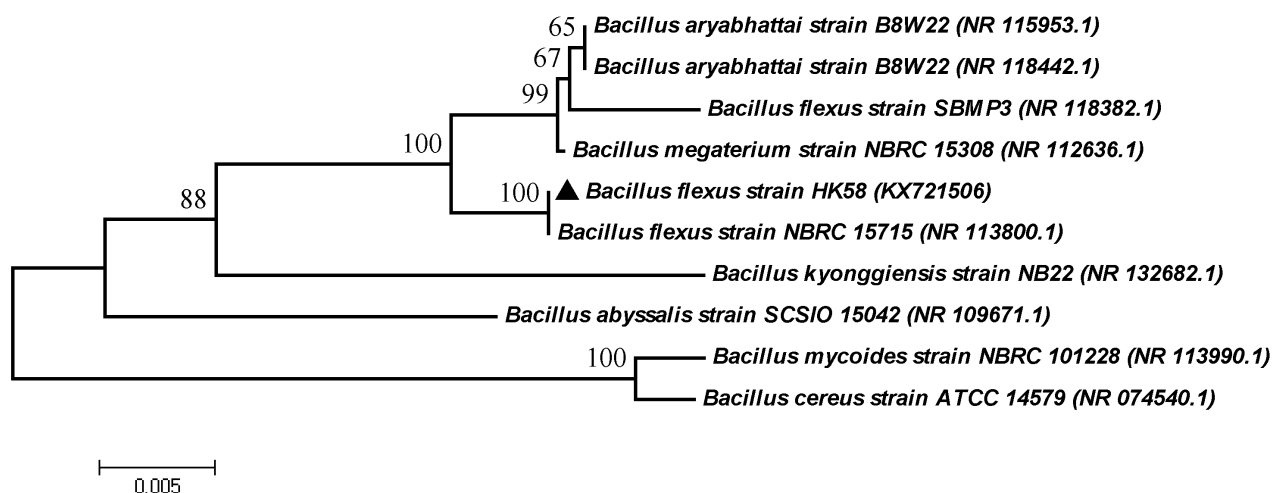 65 Bacillus aryabhattai strain B8W22 (NR 115953.1)
67 Bacillus aryabhattai strain B8W22 (NR 118442.1)
99 Bacillus flexus strain SBMP3 (NR 118382.1)
100 Bacillus megaterium strain NBRC 15308 (NR 112636.1)
100 Bacillus flexus strain HK58 (KX721506)
88 Bacillus flexus strain NBRC 15715 (NR 113800.1)
Bacillus kyonggiensis strain NB22 (NR 132682.1)
Bacillus abyssalis strain SCSIO 15042 (NR 109671.1)
100 Bacillus mycoides strain NBRC 101228 (NR 113990.1)
Bacillus cereus strain ATCC 14579 (NR 074540.1)
0.005